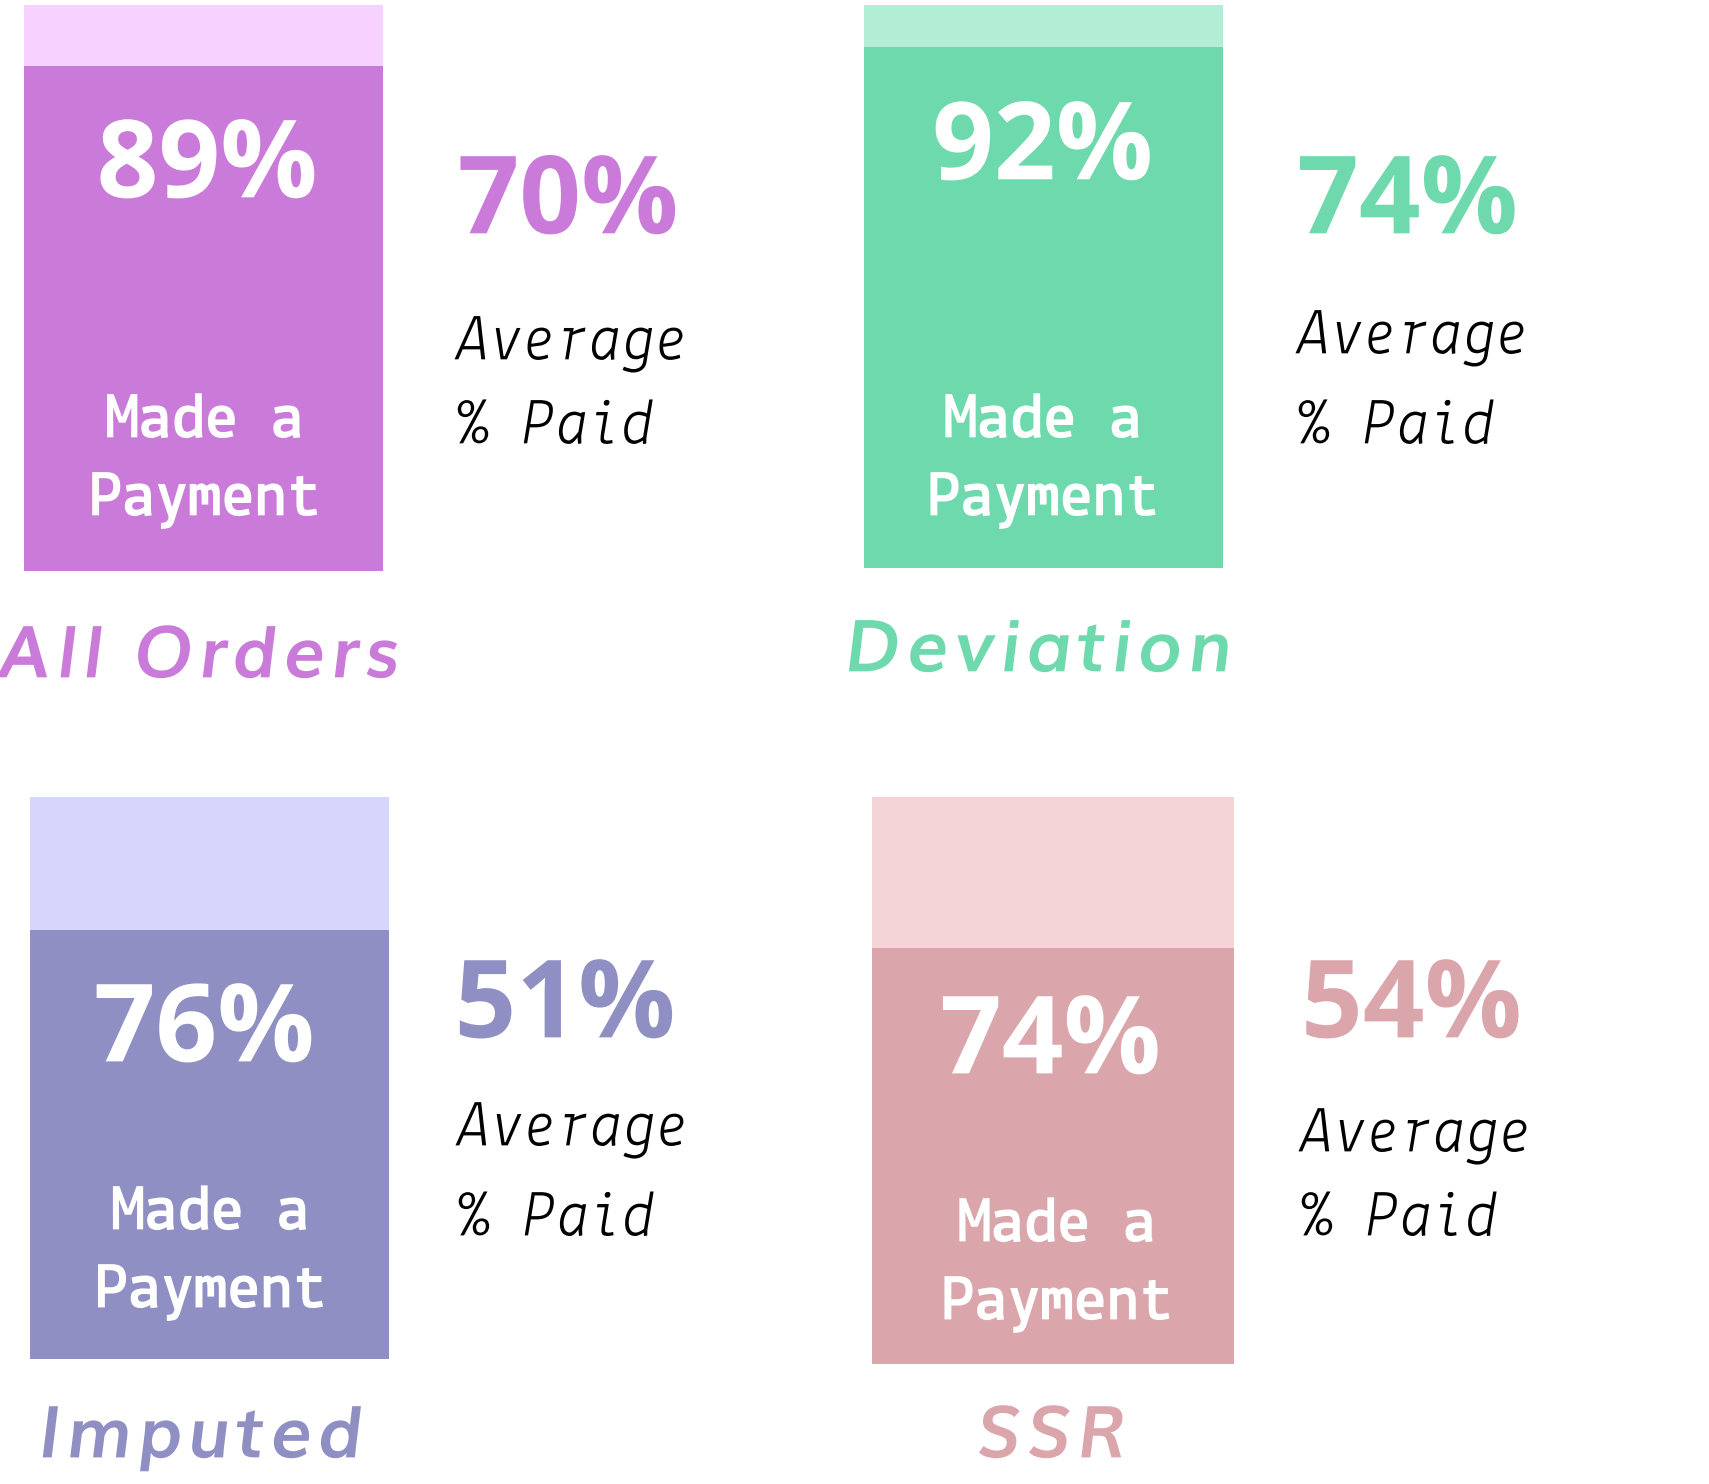 89%
Made a
Payment
70%
Average
% Paid
All Orders
92%
Made a
Payment
74%
Average
% Paid
Deviation
76%
Made a
Payment
51%
Average
% Paid
Imputed
74%
Made a
Payment
54%
Average
% Paid
SSR